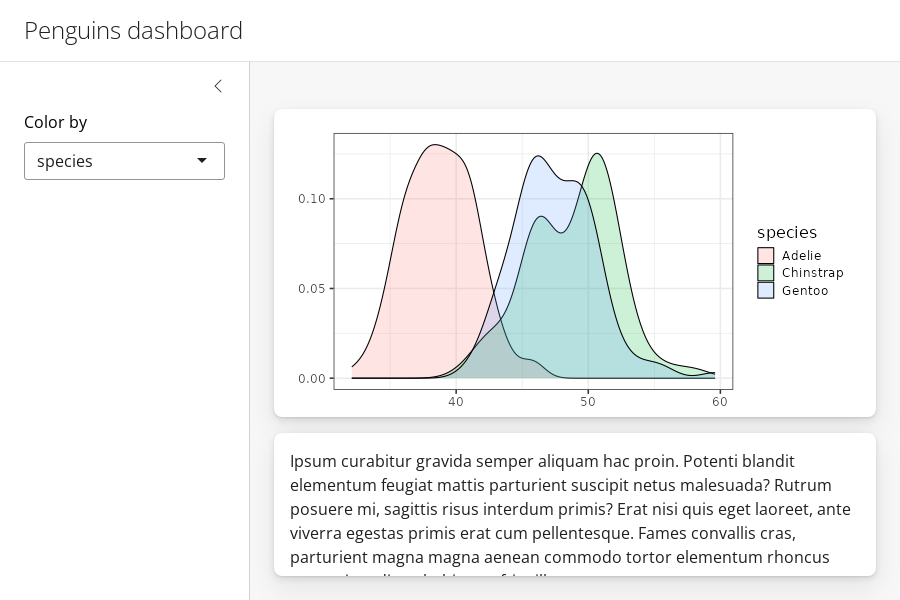 Penguins dashboard
Color by
species
0.10
0.05
0.00
40 50 60
species
Adelie
Chinstrap
Gentoo
Ipsum curabitur gravida semper aliquam hac proin. Potenti blandit
elementum feugiat mattis parturient suscipit netus malesuada? Rutrum
posuere mi, sagittis risus interdum primis? Erat nisi quis eget laoreet, ante
viverra egestas primis erat cum pellentesque. Fames convallis cras,
parturient magna magna aenean commodo tortor elementum rhoncus